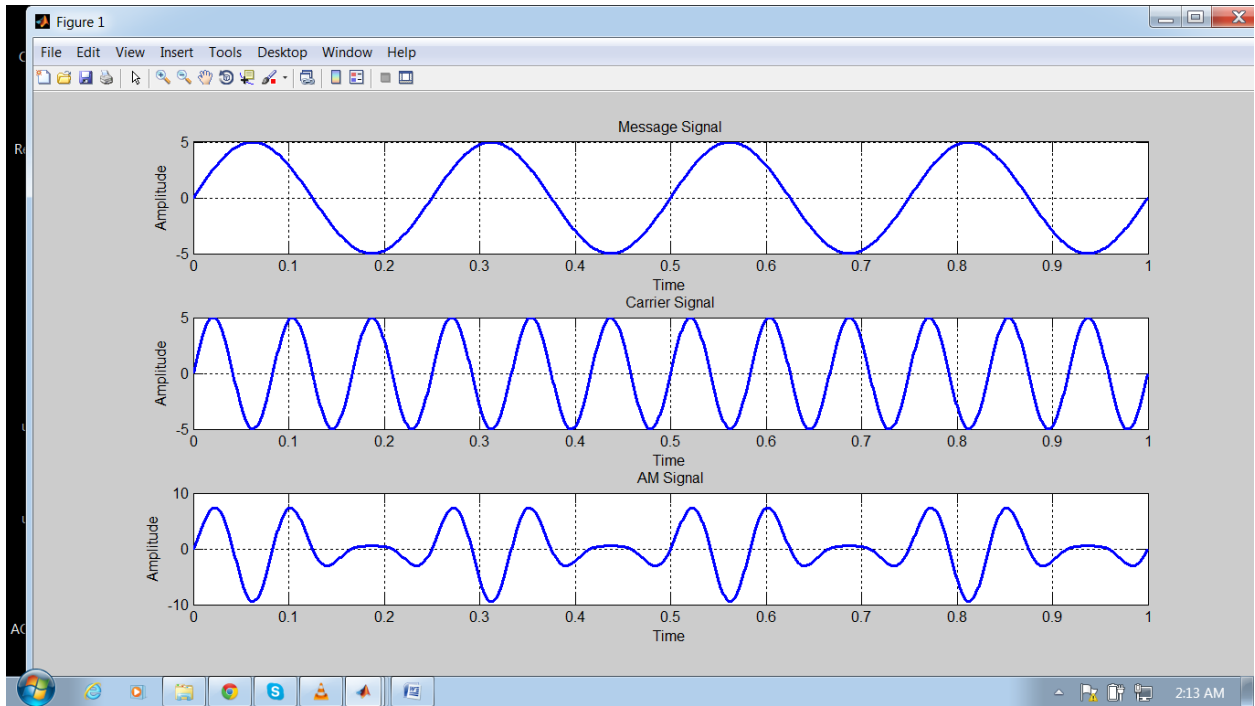 Figure 1
File Edit View Insert Tools Desktop Window Help
Message Signal
Amplitude
5
0
-5
0 0.1 0.2 0.3 0.4 0.5 0.6 0.7 0.8 0.9 1
Time
Carrier Signal
Amplitude
5
0
-5
0 0.1 0.2 0.3 0.4 0.5 0.6 0.7 0.8 0.9 1
Time
AM Signal
Amplitude
10
0
-10
0 0.1 0.2 0.3 0.4 0.5 0.6 0.7 0.8 0.9 1
Time
2:13 AM